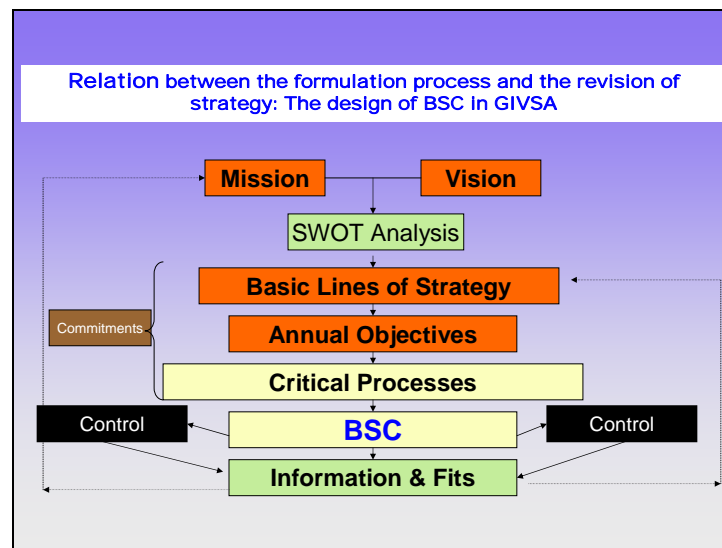 Relation between the formulation process and the revision of
strategy: The design of BSC in GIVSA
Mission
Vision
SWOT Analysis
Basic Lines of Strategy
Commitments
Annual Objectives
Critical Processes
Control
BSC
Control
Information & Fits